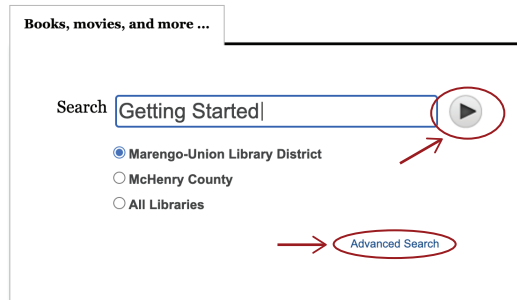 Books, movies, and more ...
Search Getting Started
Marengo-Union Library District
McHenry County
All Libraries
Advanced Search